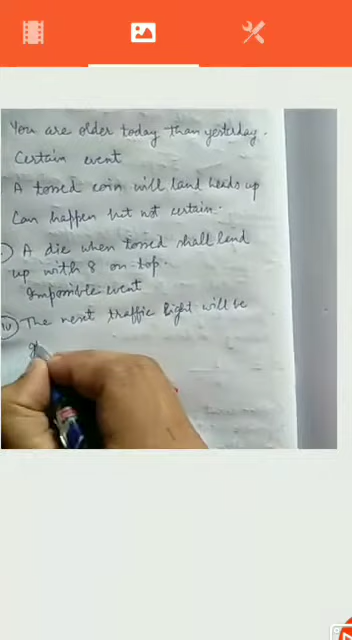 You are older today than yesterday.
Certain event
A tossed coin will land heads up
Can happen but not certain.
) A die when tossed shall land
up with 8 on top.
Impossible event
iv) The next traffic light will be
g